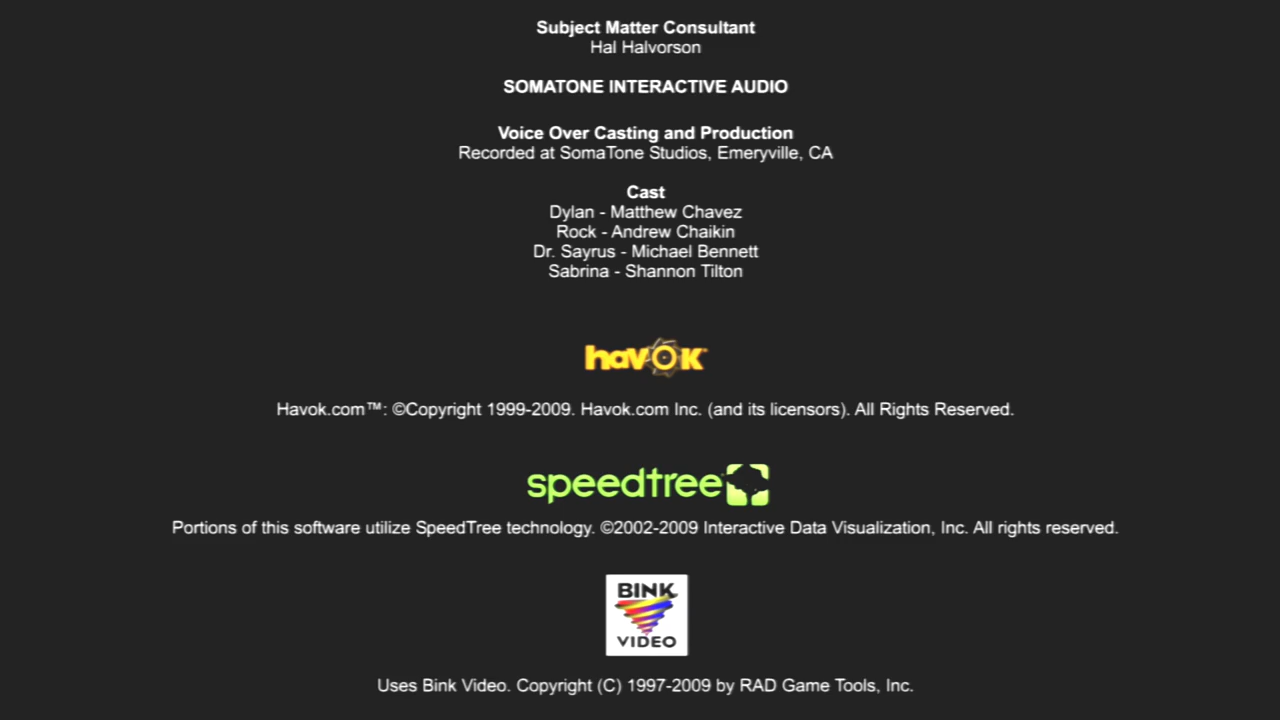 Subject Matter Consultant
Hal Halvorson
SOMATONE INTERACTIVE AUDIO
Voice Over Casting and Production
Recorded at SomaTone Studios, Emeryville, CA
Cast
Dylan - Matthew Chavez
Rock - Andrew Chaikin
Dr. Sayrus - Michael Bennett
Sabrina - Shannon Tilton
havok
Havok.com™: ©Copyright 1999-2009. Havok.com Inc. (and its licensors). All Rights Reserved.
speedtree
Portions of this software utilize SpeedTree technology. ©2002-2009 Interactive Data Visualization, Inc. All rights reserved.
BINK
VIDEO
Uses Bink Video. Copyright (C) 1997-2009 by RAD Game Tools, Inc.